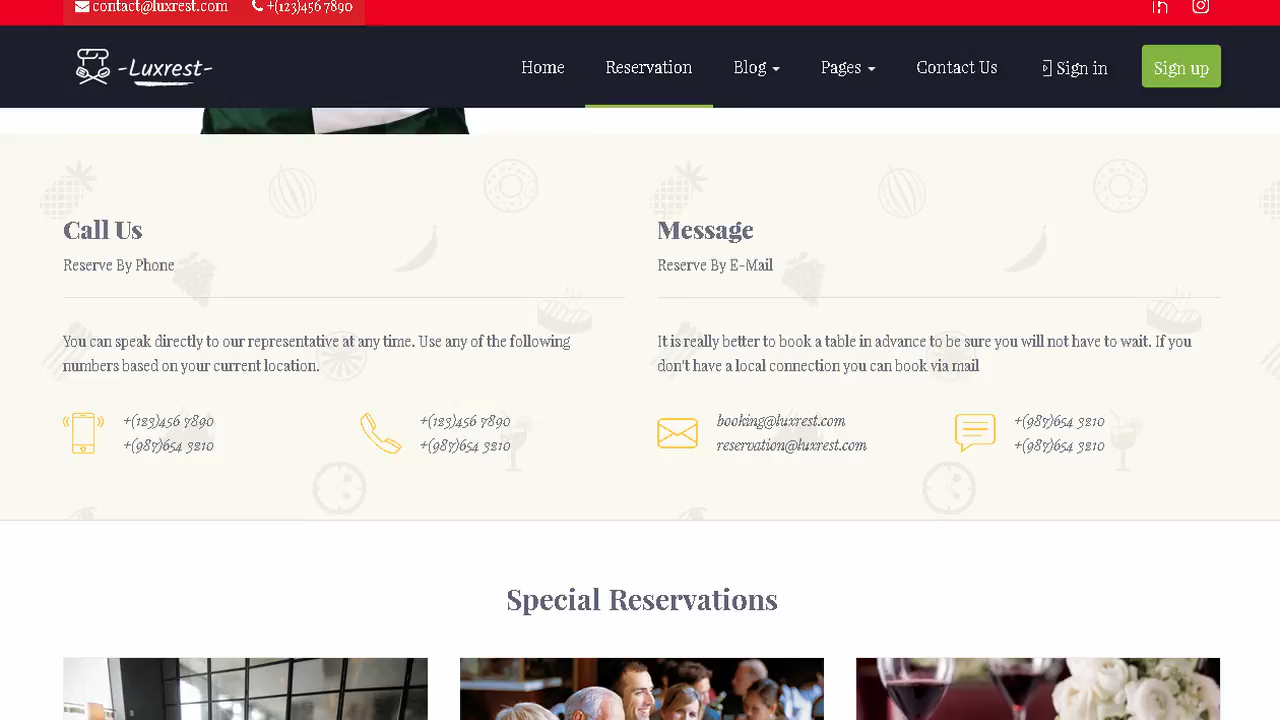 contact@luxrest.com +(123)456 7890
-Luxrest-
Home Reservation Blog Pages Contact Us Sign in Sign up
Call Us
Reserve By Phone
You can speak directly to our representative at any time. Use any of the following
numbers based on your current location.
+(123)456 7890
+(987)654 3210
+(123)456 7890
+(987)654 3210
Message
Reserve By E-Mail
It is really better to book a table in advance to be sure you will not have to wait. If you
don't have a local connection you can book via mail
booking@luxrest.com
reservation@luxrest.com
+(987)654 3210
+(987)654 3210
Special Reservations